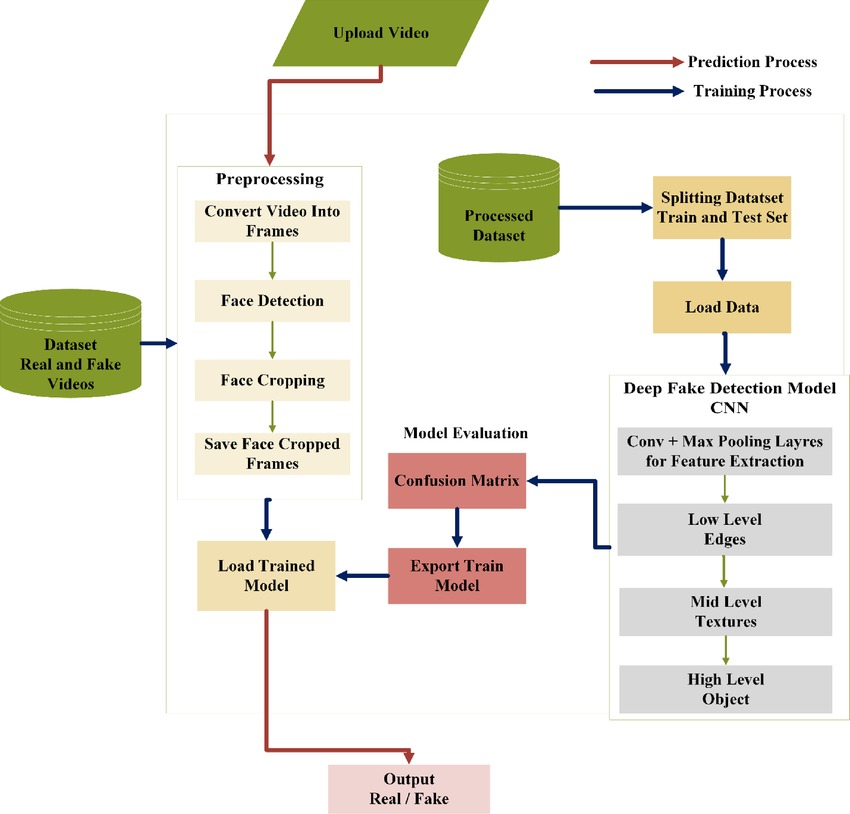 Upload Video
Prediction Process
Training Process
Preprocessing
Convert Video Into
Frames
Face Detection
Face Cropping
Save Face Cropped
Frames
Dataset
Real and Fake
Videos
Processed
Dataset
Splitting Datatset
Train and Test Set
Load Data
Deep Fake Detection Model
CNN
Conv + Max Pooling Layres
for Feature Extraction
Low Level
Edges
Mid Level
Textures
High Level
Object
Model Evaluation
Confusion Matrix
Export Train
Model
Load Trained
Model
Output
Real / Fake